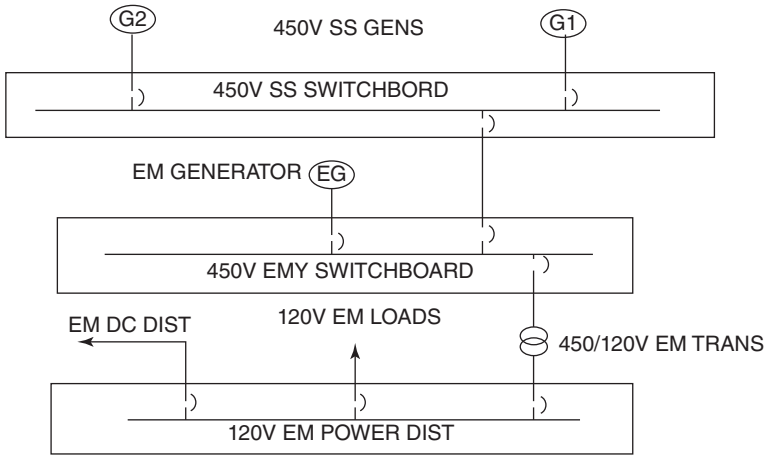 G2
450V SS GENS
G1
450V SS SWITCHBORD
EM GENERATOR
EG
450V EMY SWITCHBOARD
EM DC DIST
120V EM LOADS
450/120V EM TRANS
120V EM POWER DIST